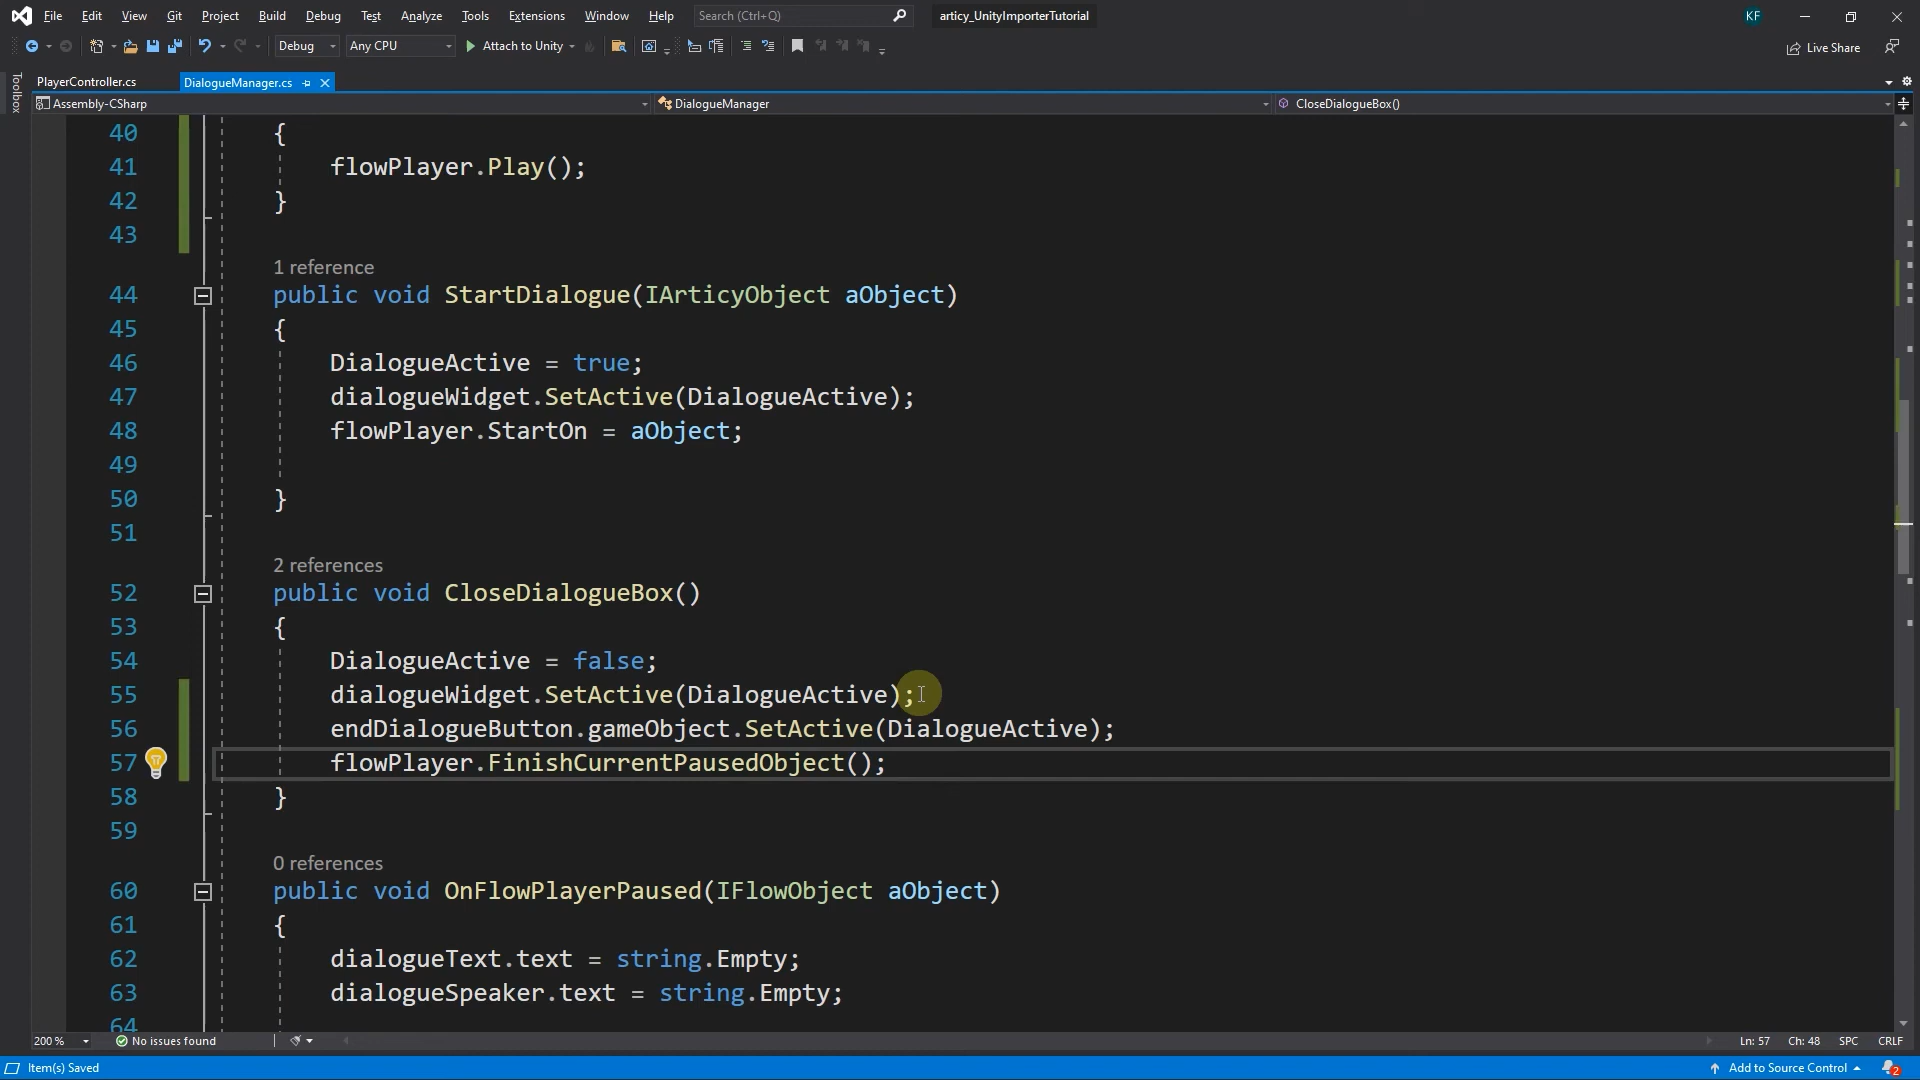 File Edit View Git Project Build Debug Test Analyze Tools Extensions Window Help Search (Ctrl+Q) articy_UnityImporterTutorial KF
Debug Any CPU Attach to Unity Live Share
Toolbox
PlayerController.cs DialogueManager.cs
Assembly-CSharp DialogueManager CloseDialogueBox()
40 {
41 flowPlayer.Play();
42 }
43
1 reference
44 public void StartDialogue(IArticyObject aObject)
45 {
46 DialogueActive = true;
47 dialogueWidget.SetActive(DialogueActive);
48 flowPlayer.StartOn = aObject;
49
50 }
51
2 references
52 public void CloseDialogueBox()
53 {
54 DialogueActive = false;
55 dialogueWidget.SetActive(DialogueActive);
56 endDialogueButton.gameObject.SetActive(DialogueActive);
57 flowPlayer.FinishCurrentPausedObject();
58 }
59
0 references
60 public void OnFlowPlayerPaused(IFlowObject aObject)
61 {
62 dialogueText.text = string.Empty;
63 dialogueSpeaker.text = string.Empty;
64
200 % No issues found Ln: 57 Ch: 48 SPC CRLF
Item(s) Saved Add to Source Control 2